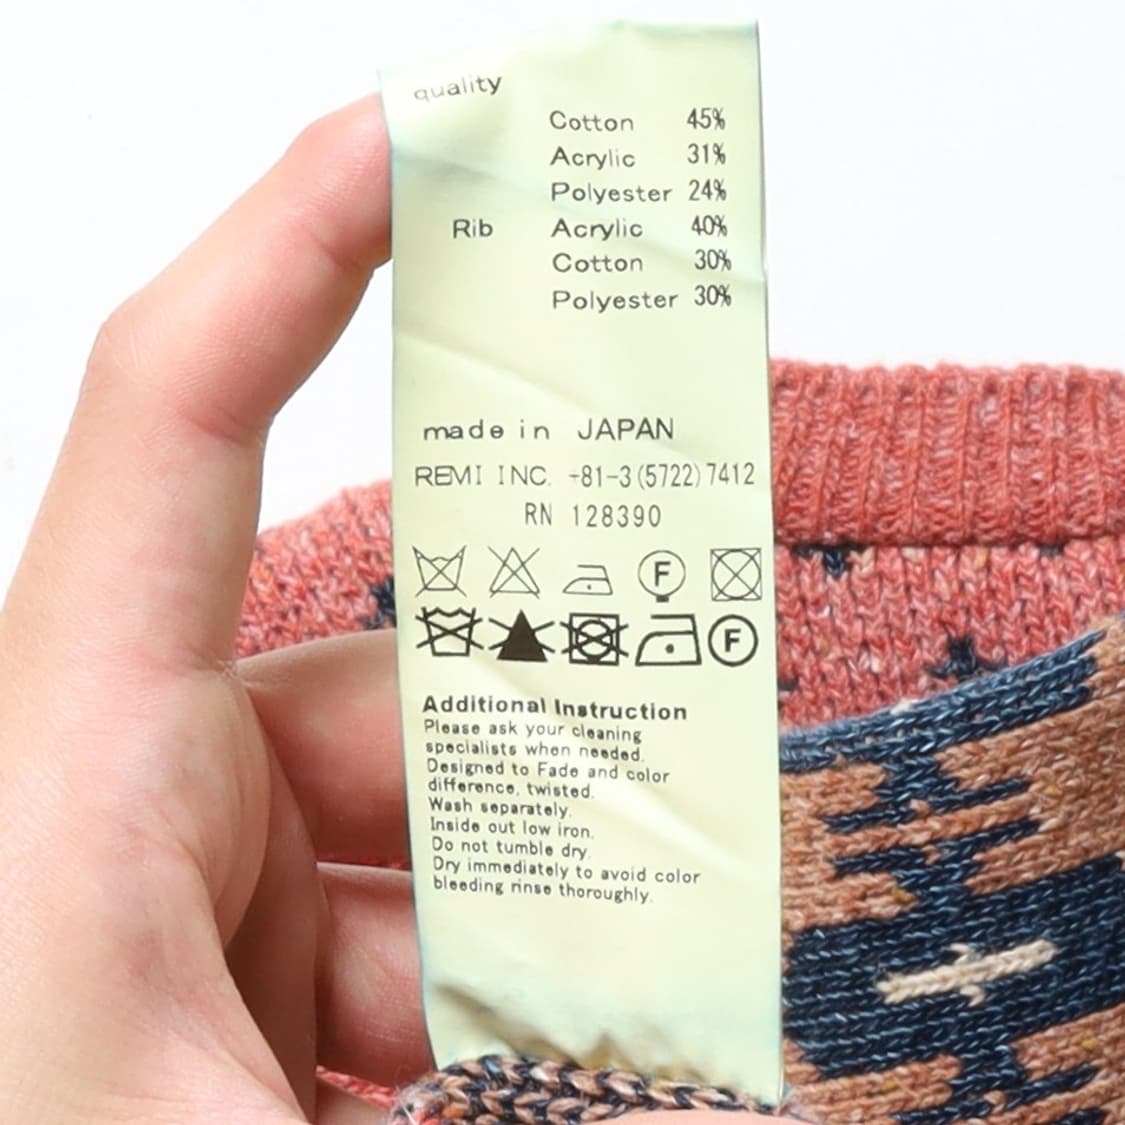 quality
Cotton 45%
Acrylic 31%
Polyester 24%
Rib Acrylic 40%
Cotton 30%
Polyester 30%
made in JAPAN
REMI INC. +81-3(5722)7412
RN 128390
F
F
Additional Instruction
Please ask your cleaning
specialists when needed.
Designed to Fade and color
difference, twisted.
Wash separately.
Inside out low iron.
Do not tumble dry.
Dry immediately to avoid color
bleeding rinse thoroughly.